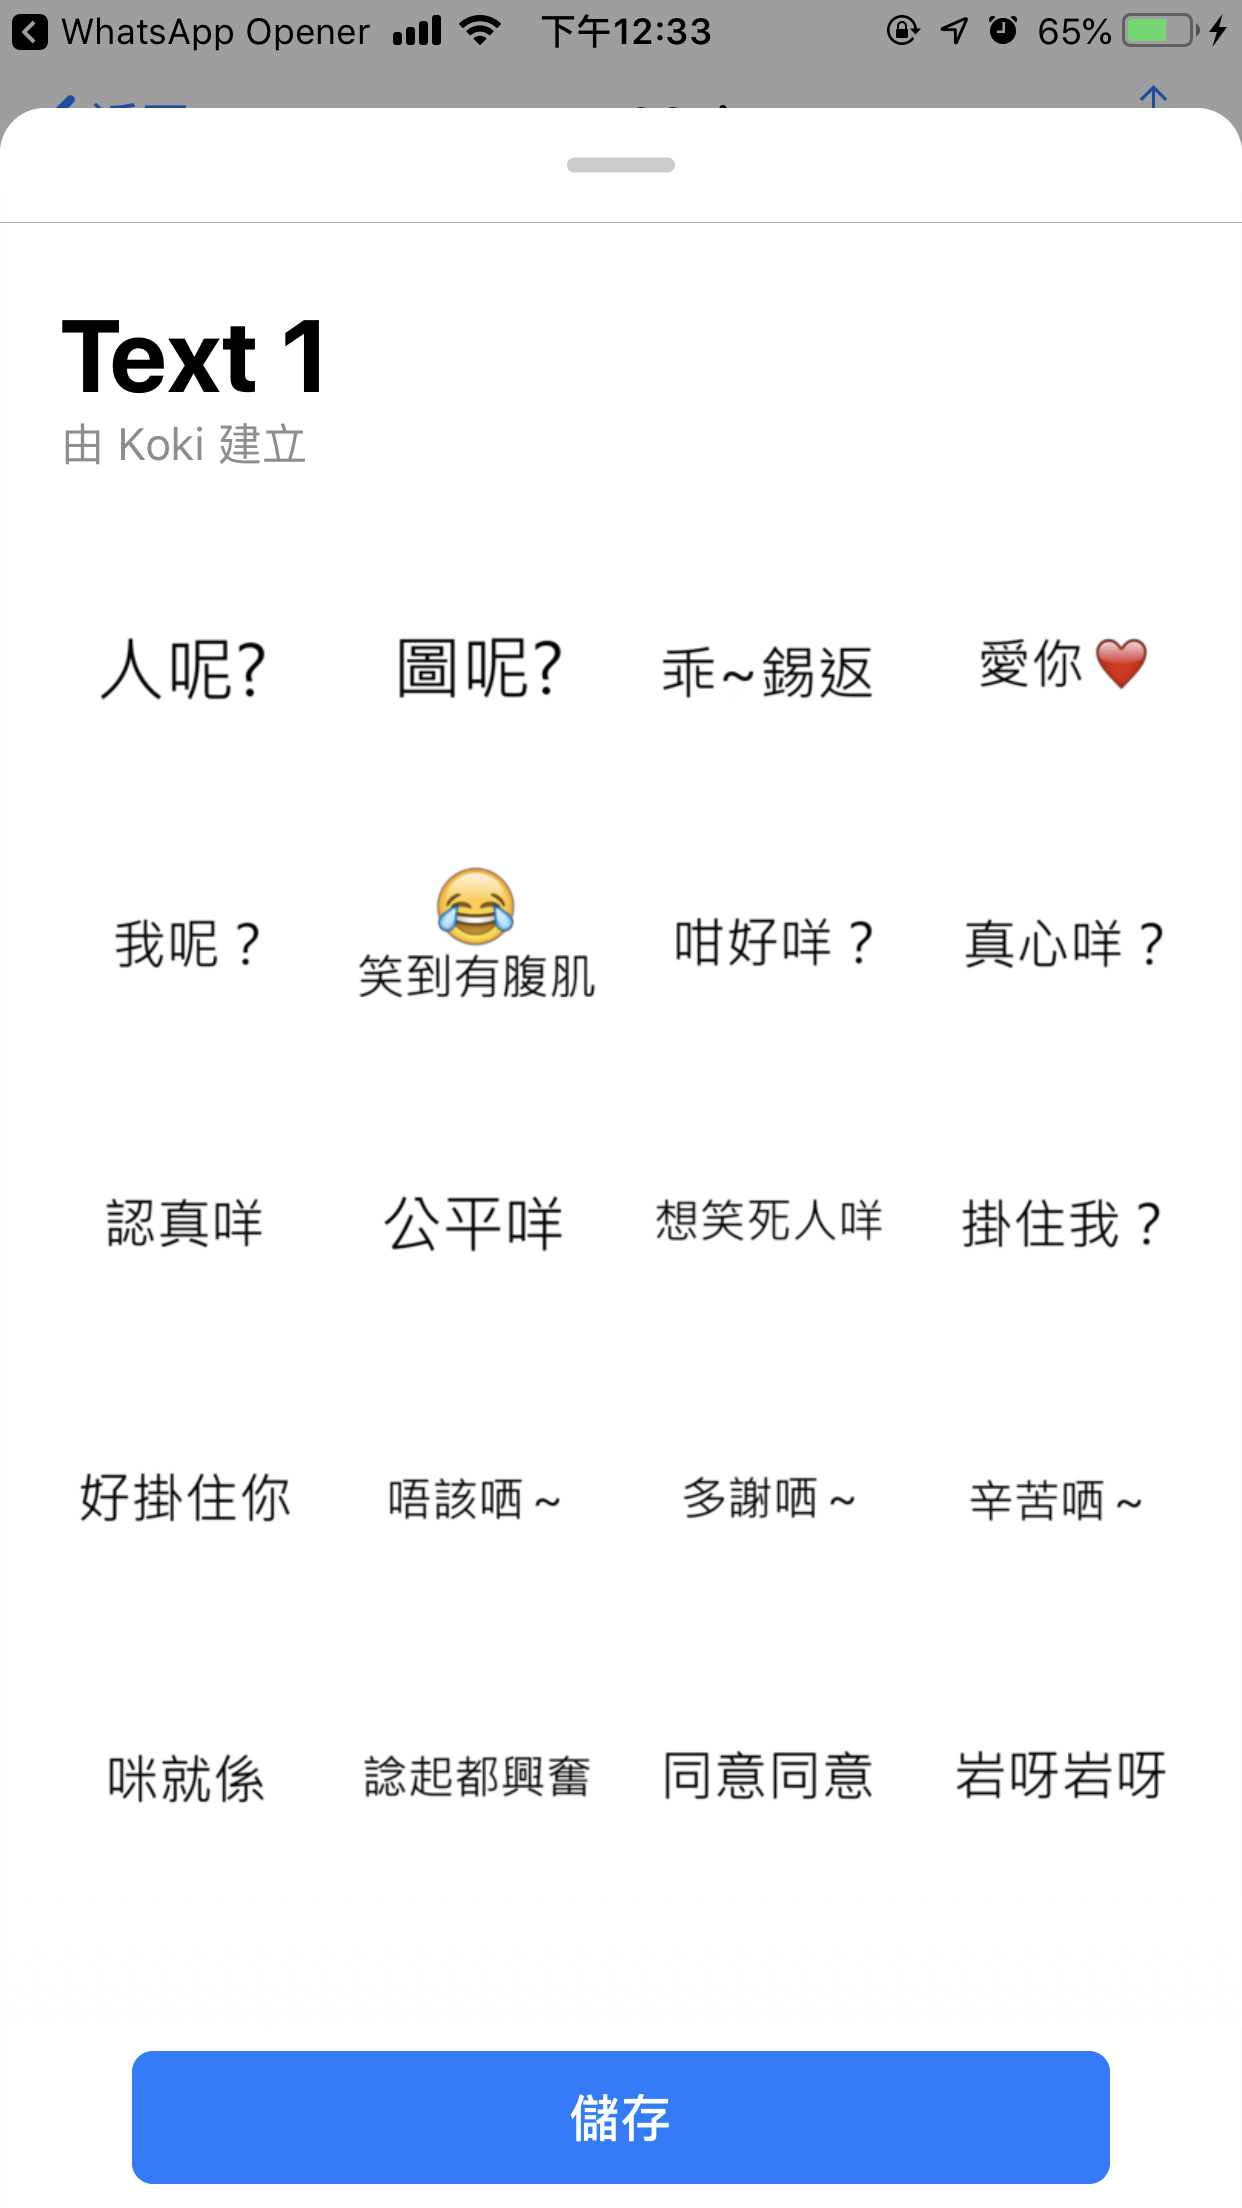 WhatsApp Opener 下午12:33 65%
Text 1
由 Koki 建立
人呢?
圖呢?
乖~錫返
愛你❤️
我呢？
😂
笑到有腹肌
咁好咩？
真心咩？
認真咩
公平咩
想笑死人咩
掛住我？
好掛住你
唔該哂～
多謝哂～
辛苦哂～
咪就係
諗起都興奮
同意同意
岩呀岩呀
儲存